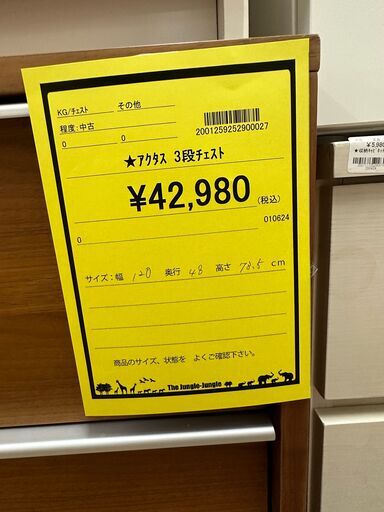 KG/チェスト その他
程度:中古
0 0
2001259252900027
★アクタス 3段チェスト
¥42,980(税込)
0 010624
サイズ:幅 120 奥行 48 高さ 78.5 cm
商品のサイズ、状態を よくご確認下さい。
The Jungle-Jungle
¥5,980